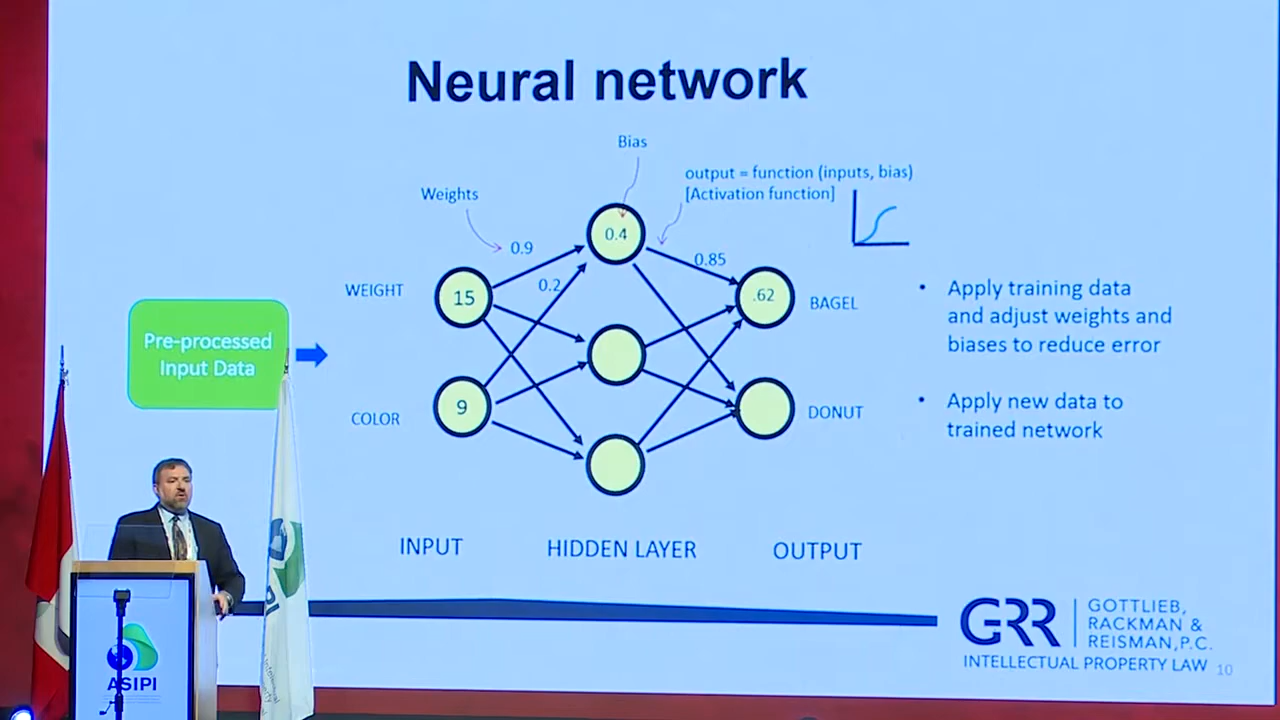 Neural network
Bias
output = function (inputs, bias)
[Activation function]
Weights
0.9
0.4
0.85
0.2
WEIGHT
15
.62
BAGEL
Pre-processed
Input Data
COLOR
9
DONUT
• Apply training data
and adjust weights and
biases to reduce error
• Apply new data to
trained network
INPUT
HIDDEN LAYER
OUTPUT
GRR
GOTTLIEB,
RACKMAN &
REISMAN, P.C.
INTELLECTUAL PROPERTY LAW
10
ASIPI